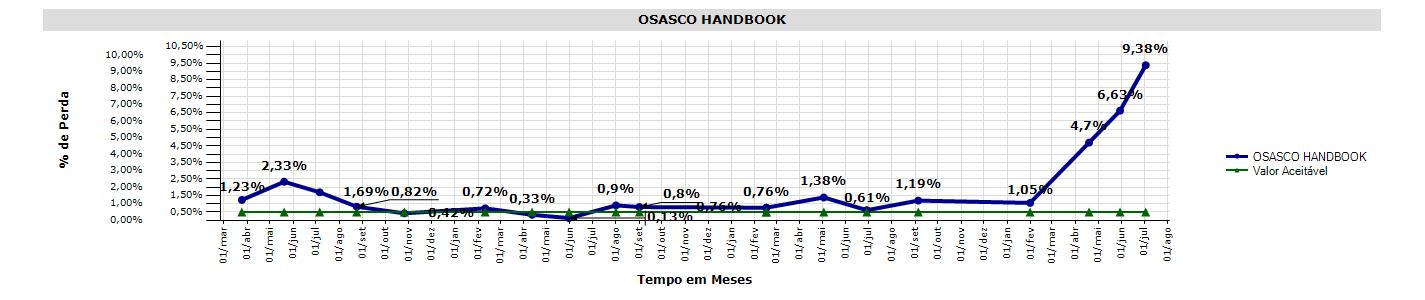 OSASCO HANDBOOK
% de Perda
10,50%
10,00%
9,50%
9,00%
8,50%
8,00%
7,50%
7,00%
6,50%
6,00%
5,50%
5,00%
4,50%
4,00%
3,50%
3,00%
2,50%
2,00%
1,50%
1,00%
0,50%
0,00%
1,23%
2,33%
1,69%
0,82%
0,42%
0,72%
0,33%
0,13%
0,9%
0,8%
0,76%
0,76%
1,38%
0,61%
1,19%
1,05%
4,7%
6,63%
9,38%
OSASCO HANDBOOK
Valor Aceitável
01/mar
01/abr
01/mai
01/jun
01/jul
01/ago
01/set
01/out
01/nov
01/dez
01/jan
01/fev
01/mar
01/abr
01/mai
01/jun
01/jul
01/ago
01/set
01/out
01/nov
01/dez
01/jan
01/fev
01/mar
01/abr
01/mai
01/jun
01/jul
01/ago
01/set
01/out
01/nov
01/dez
01/jan
01/fev
01/mar
01/abr
01/mai
01/jun
01/jul
01/ago
Tempo em Meses